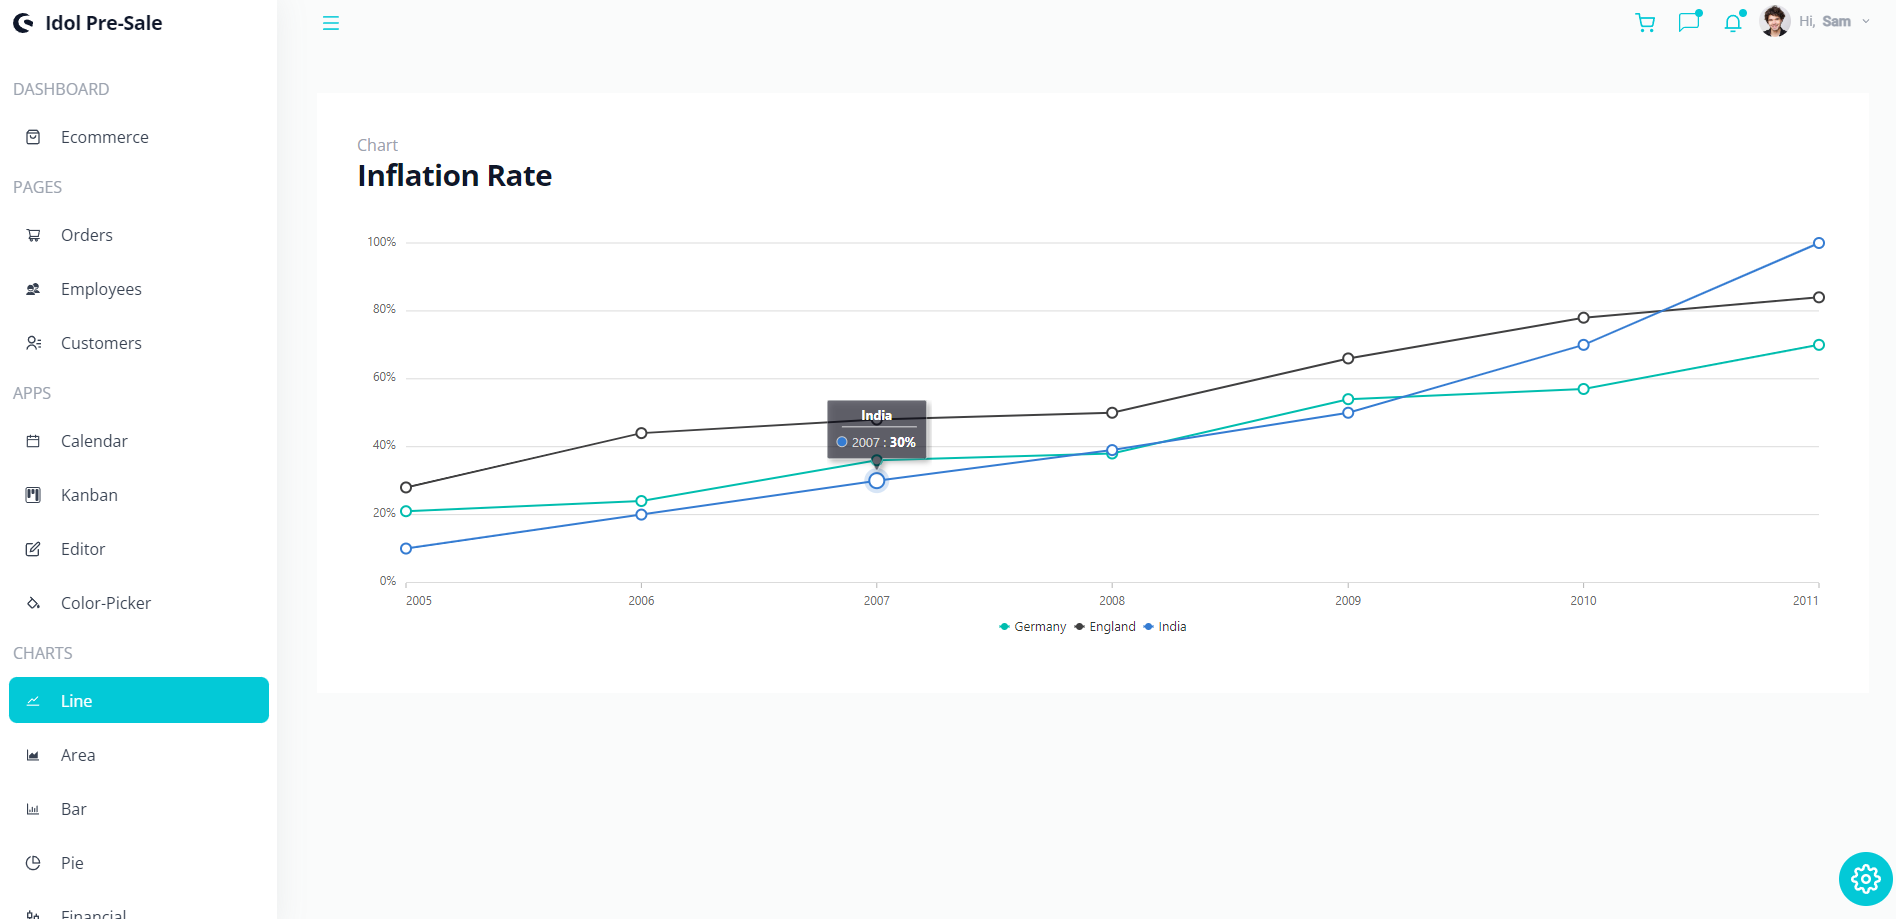 Idol Pre-Sale
Hi, Sam
DASHBOARD
Ecommerce
PAGES
Orders
Employees
Customers
APPS
Calendar
Kanban
Editor
Color-Picker
CHARTS
Line
Area
Bar
Pie
Financial
Chart
Inflation Rate
100%
80%
60%
40%
20%
0%
India
2007 : 30%
2005 2006 2007 2008 2009 2010 2011
Germany England India